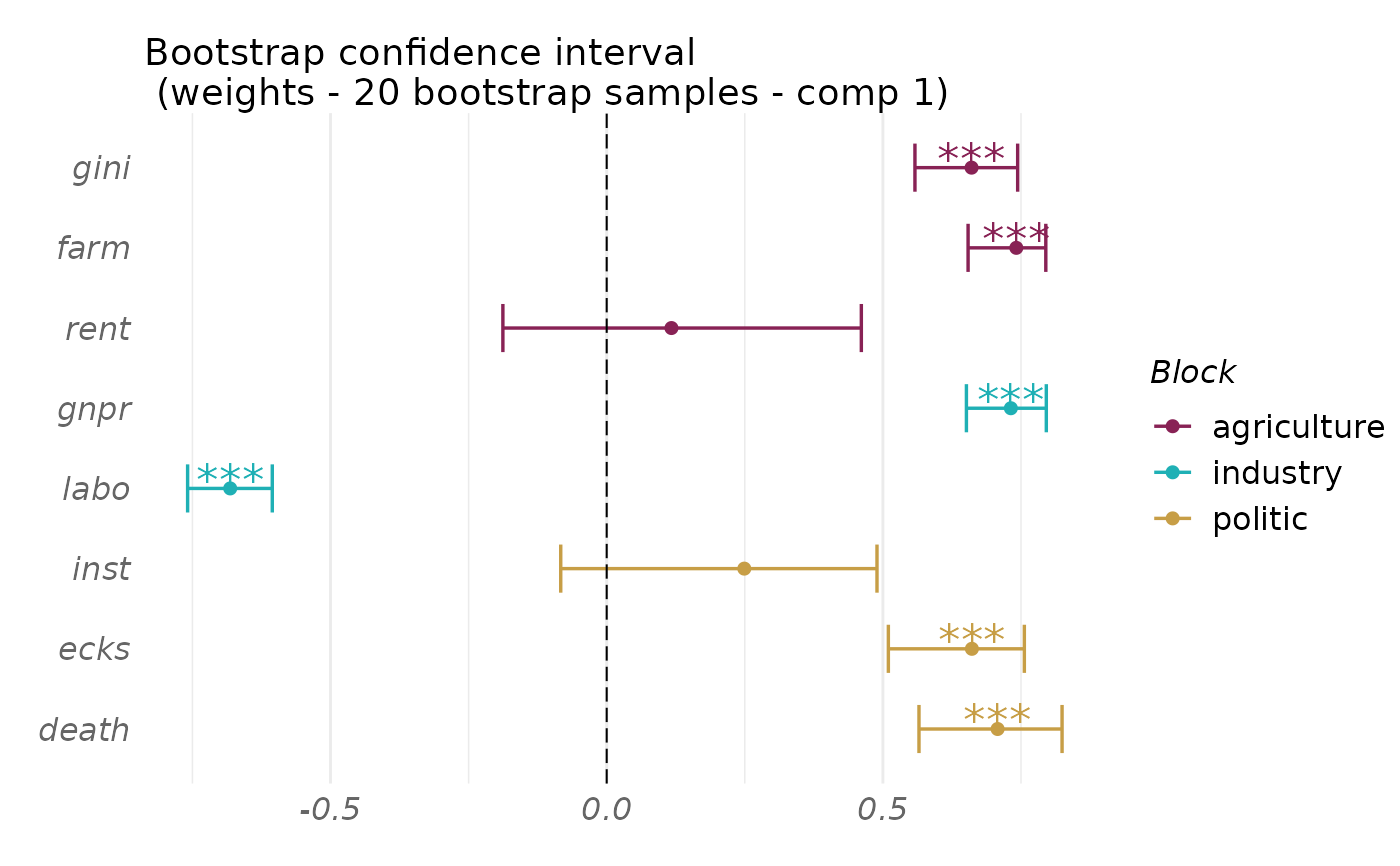 Bootstrap confidence interval
(weights - 20 bootstrap samples - comp 1)
gini
***
farm
***
rent
gnpr
***
labo
***
inst
ecks
***
death
***
-0.5
0.0
0.5
Block
agriculture
industry
politic